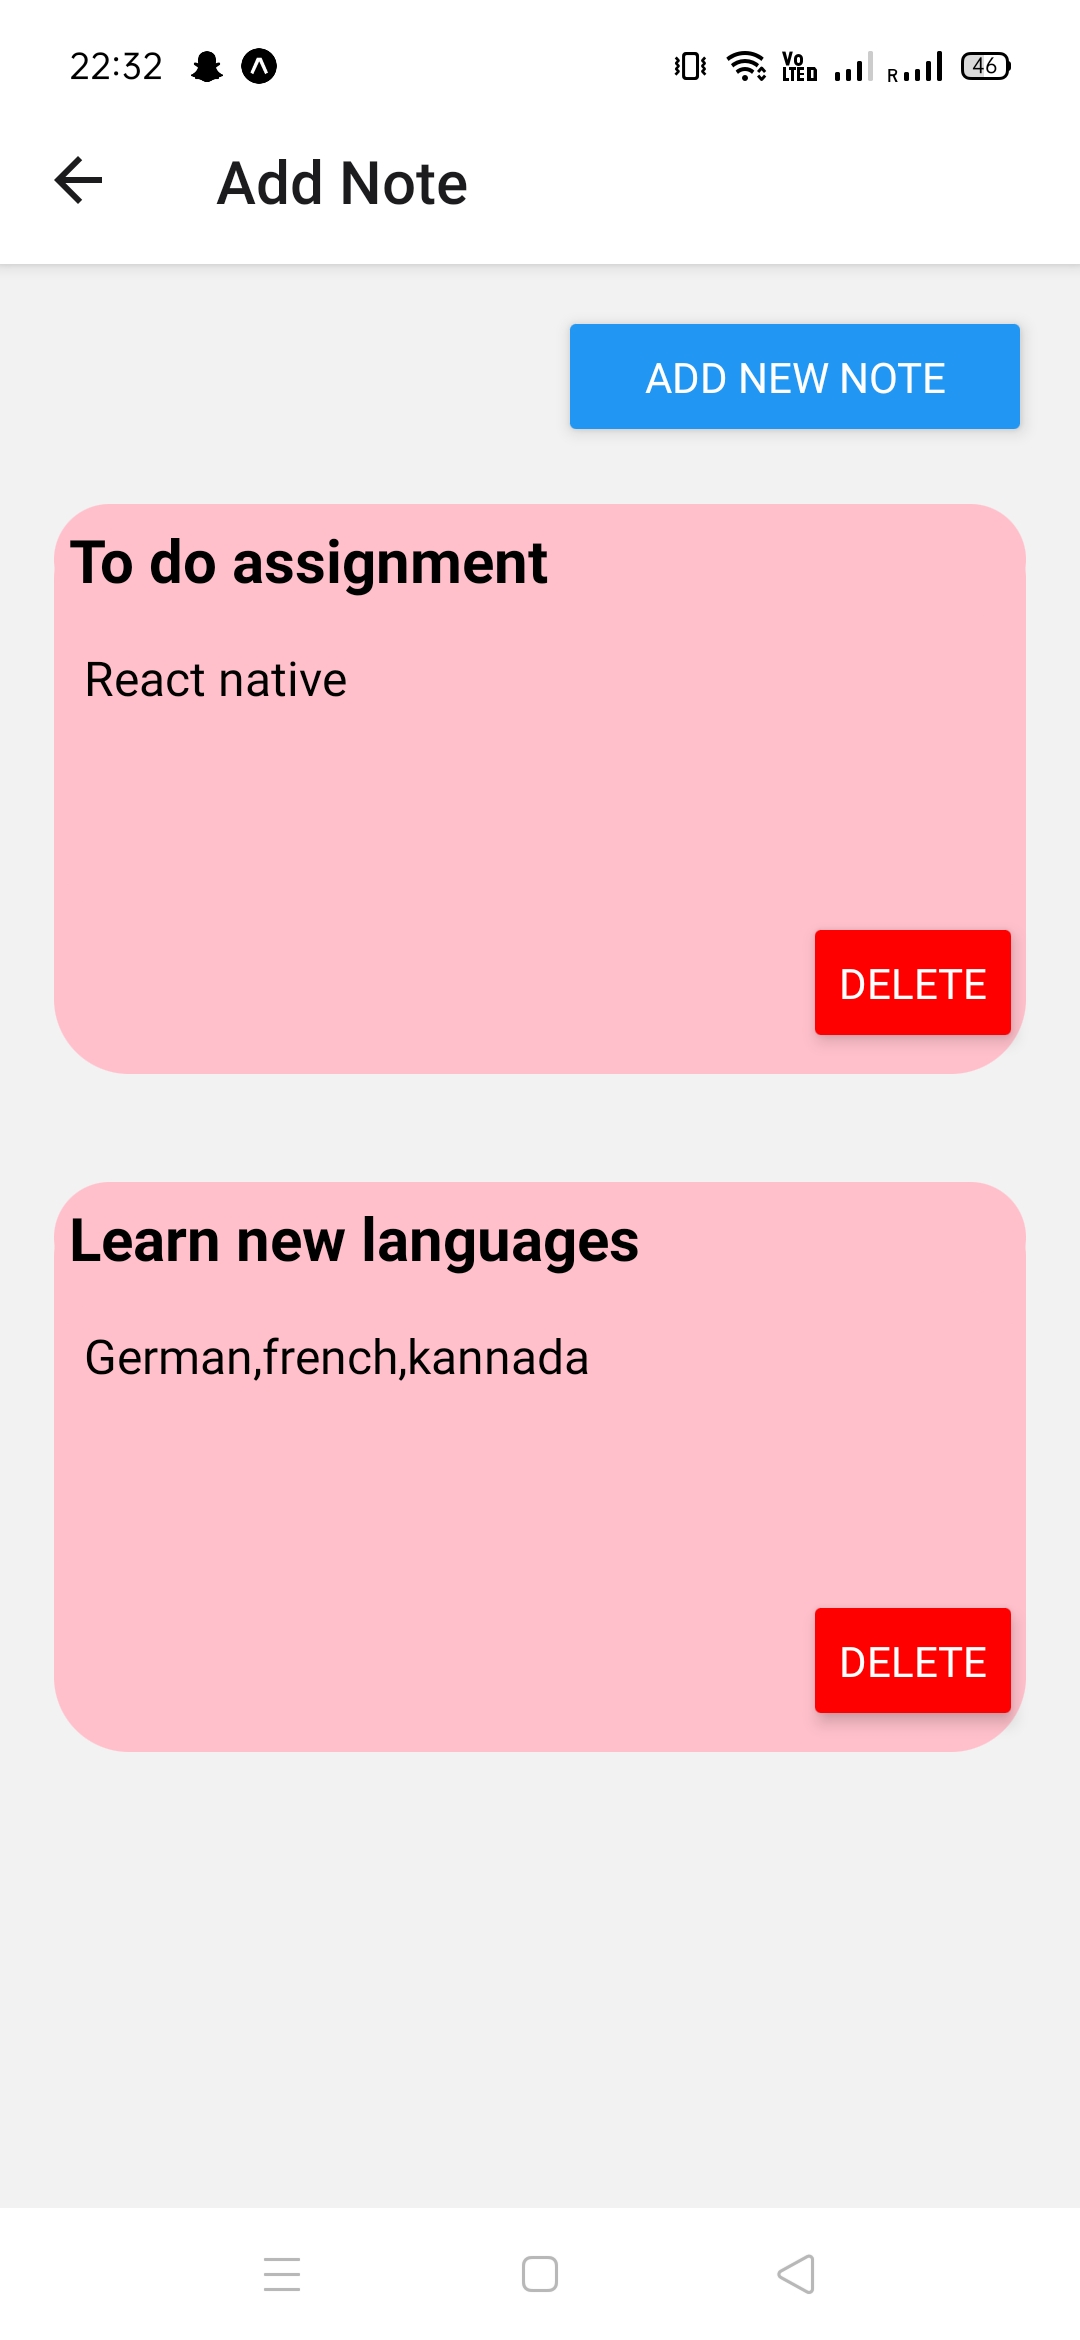 22:32 Vo LTE R 46
Add Note
ADD NEW NOTE
To do assignment
React native
DELETE
Learn new languages
German,french,kannada
DELETE